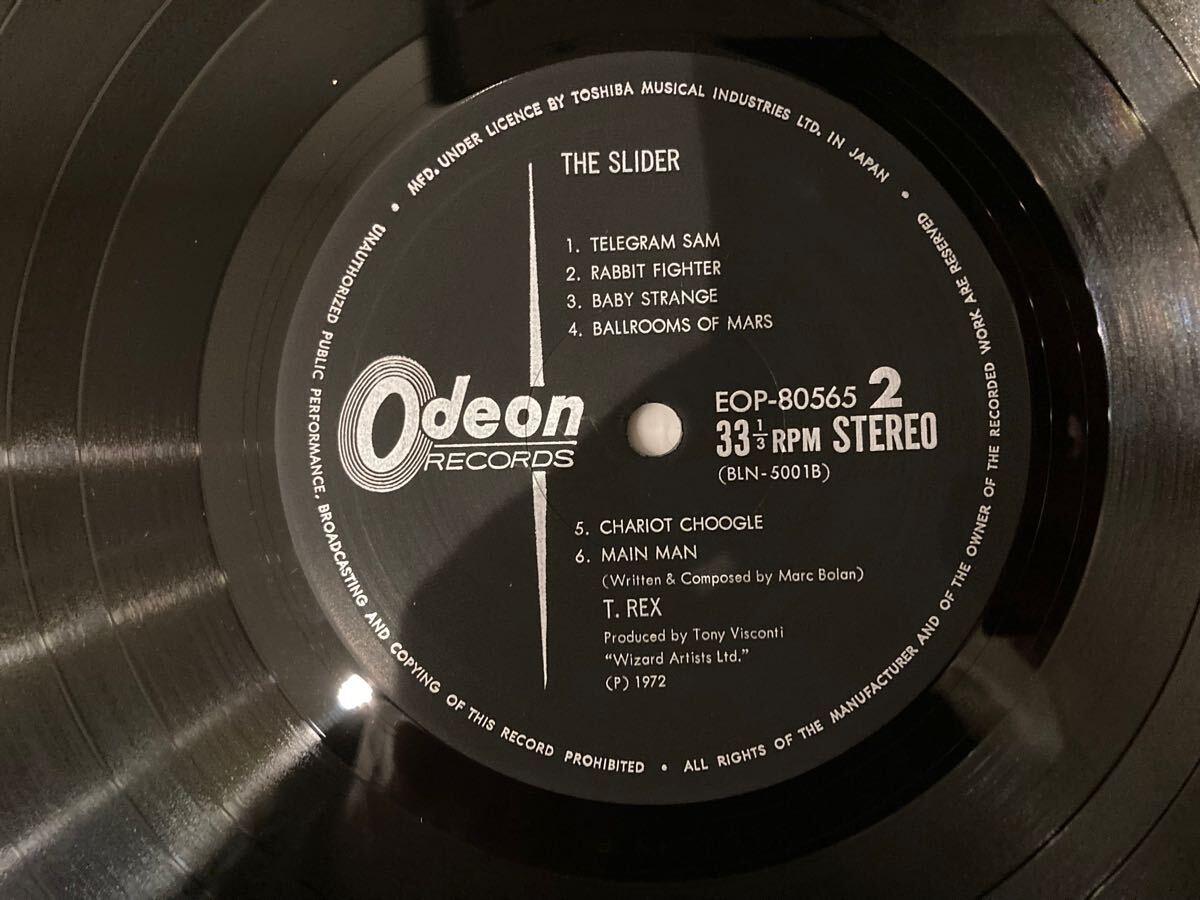 MFD. UNDER LICENCE BY TOSHIBA MUSICAL INDUSTRIES LTD. IN JAPAN •
THE SLIDER
1. TELEGRAM SAM
2. RABBIT FIGHTER
3. BABY STRANGE
4. BALLROOMS OF MARS
Odeon
RECORDS
EOP-80565 2
33 1/3 RPM STEREO
(BLN-5001B)
5. CHARIOT CHOOGLE
6. MAIN MAN
(Written & Composed by Marc Bolan)
T. REX
Produced by Tony Visconti
"Wizard Artists Ltd."
(P) 1972
UNAUTHORIZED PUBLIC PERFORMANCE, BROADCASTING AND COPYING OF THIS RECORD PROHIBITED • ALL RIGHTS OF THE MANUFACTURER AND OF THE OWNER OF THE RECORDED WORK ARE RESERVED •